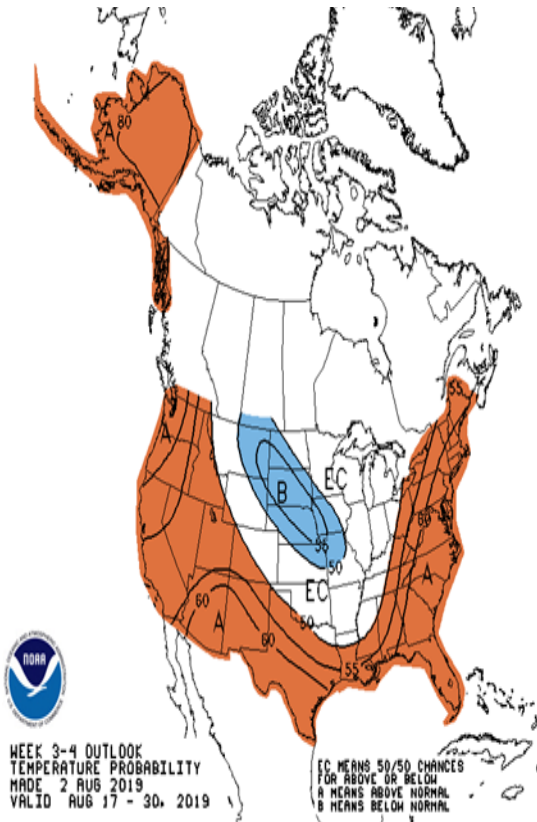 A
80
55
A
EC
B
60
55
50
EC
A
60
50
A
60
55
NOAA
WEEK 3-4 OUTLOOK
TEMPERATURE PROBABILITY
MADE 2 AUG 2019
VALID AUG 17 - 30, 2019
EC MEANS 50/50 CHANCES
FOR ABOVE OR BELOW
A MEANS ABOVE NORMAL
B MEANS BELOW NORMAL